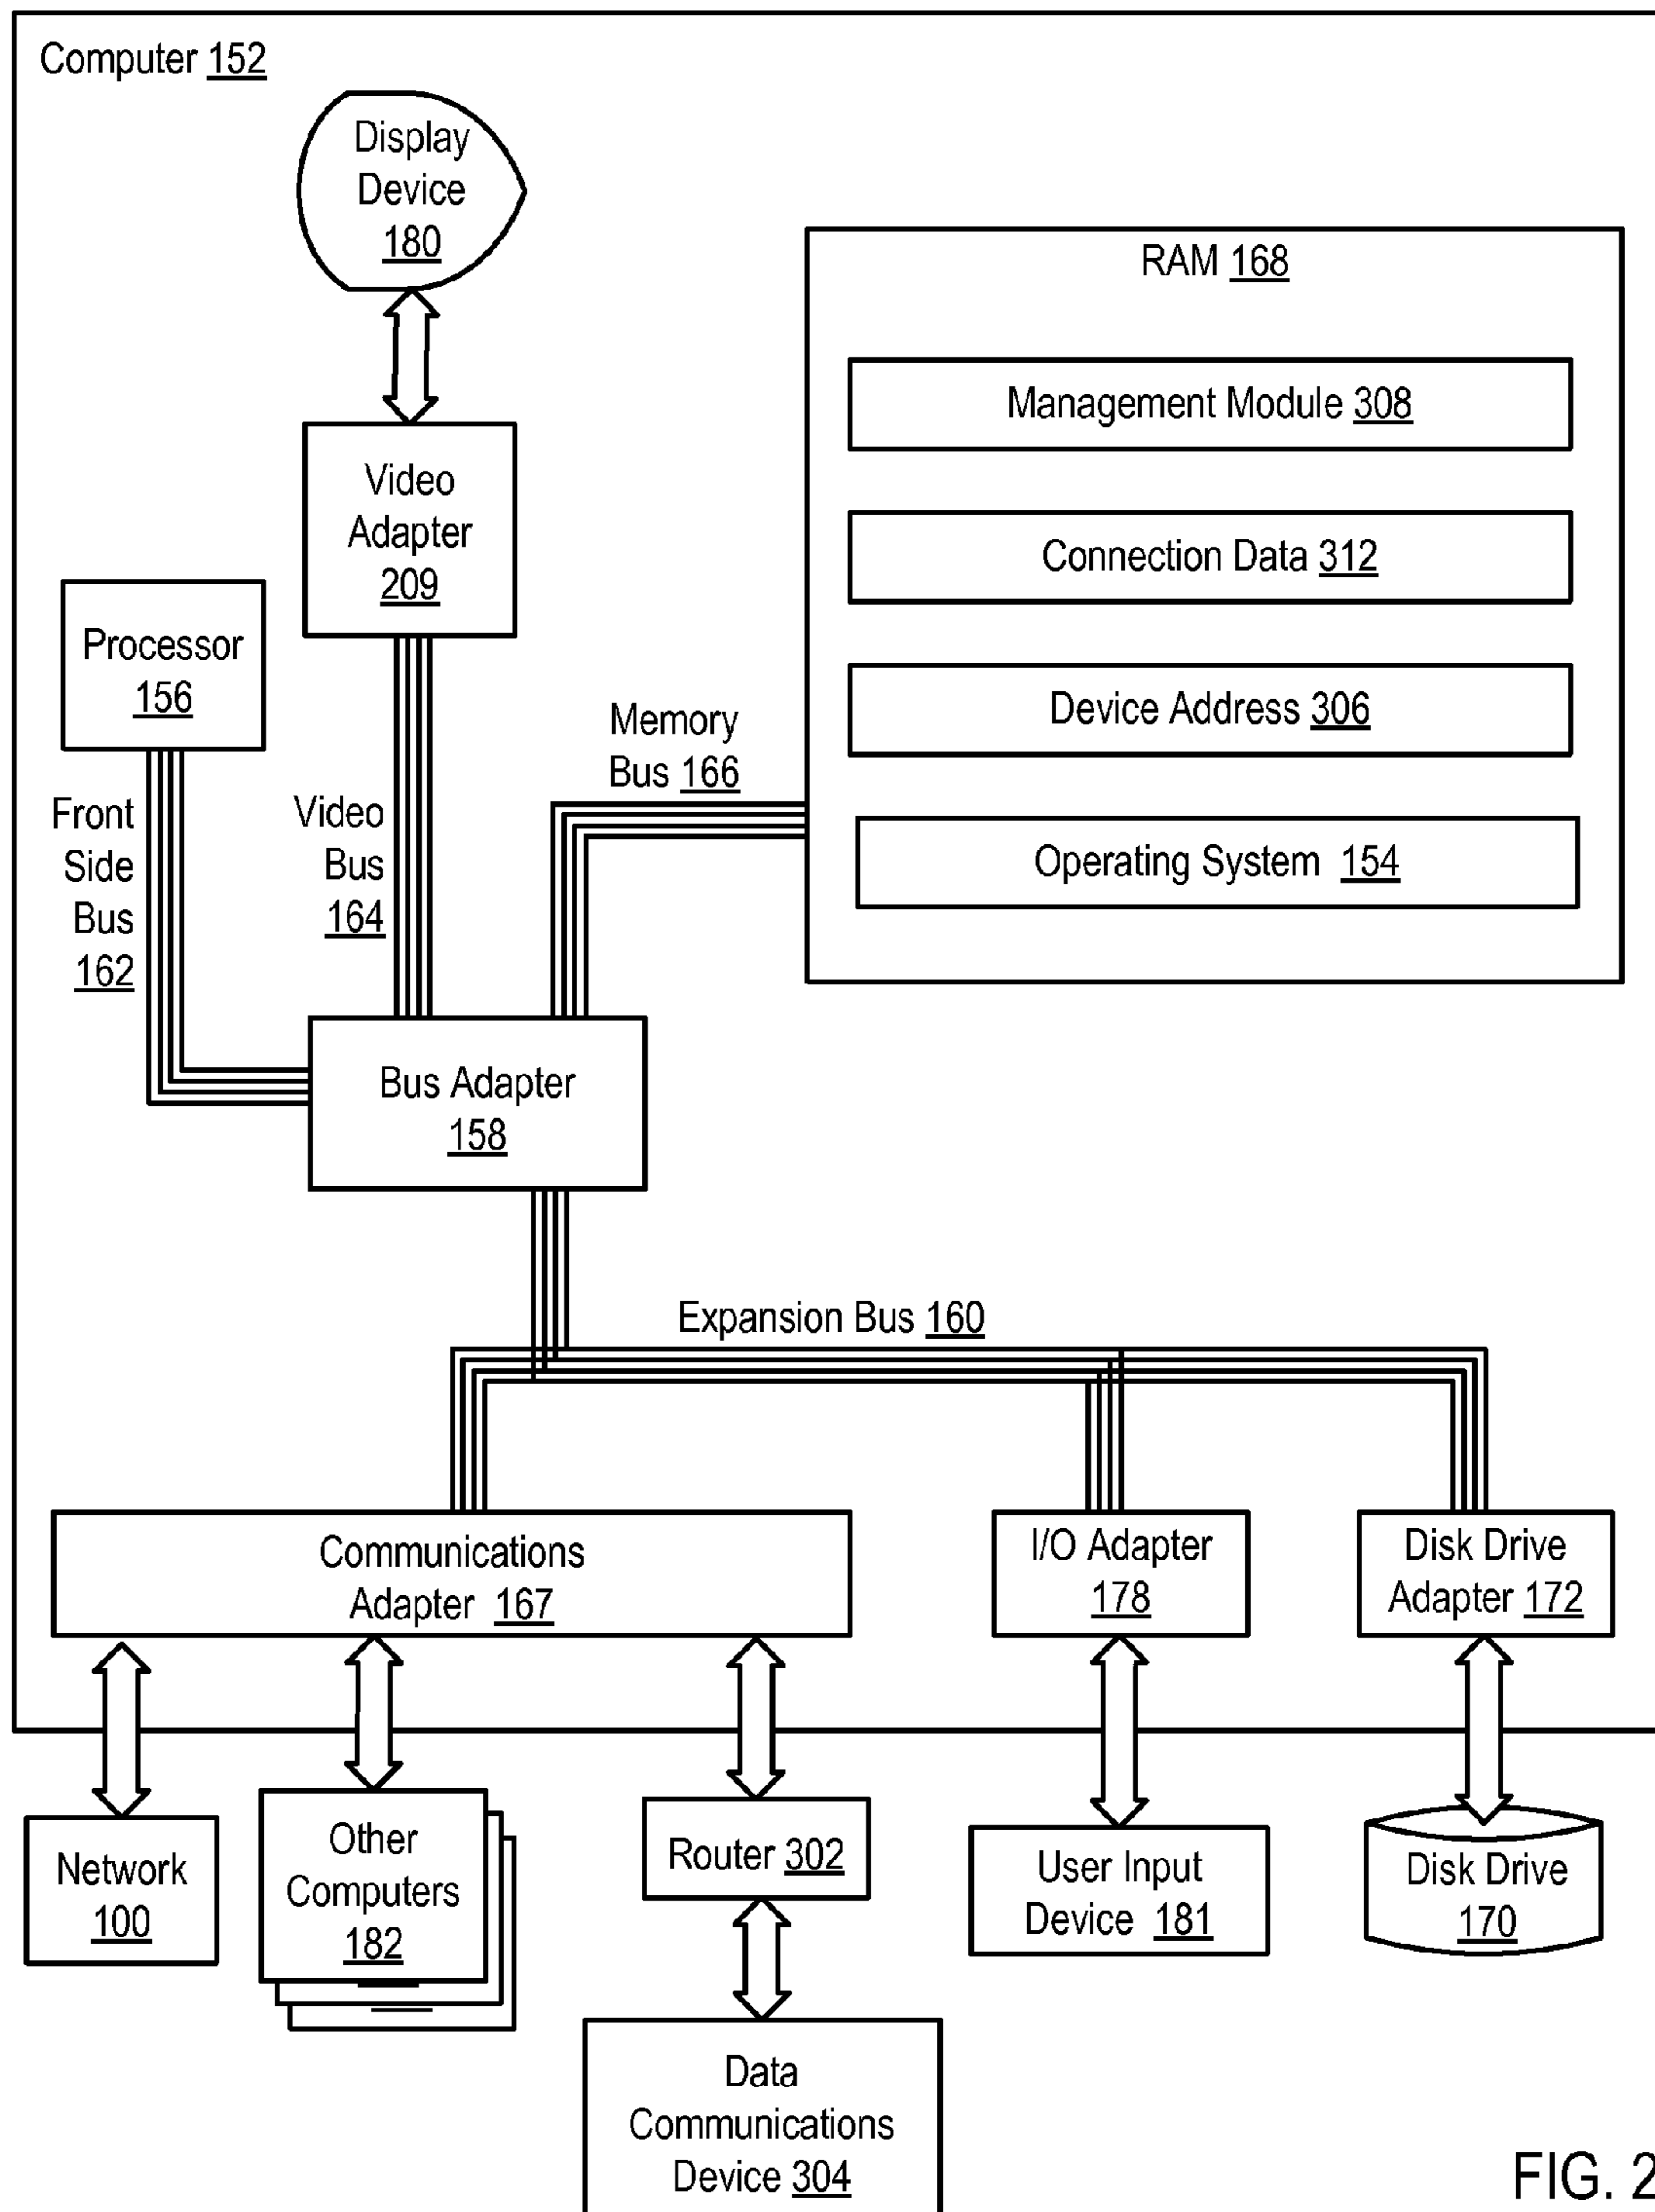 Computer 152
Display
Device
180
RAM 168
Management Module 308
Video
Adapter
209
Connection Data 312
Processor
156
Device Address 306
Memory
Bus 166
Front
Side
Bus
162
Video
Bus
164
Operating System 154
Bus Adapter
158
Expansion Bus 160
Communications
Adapter 167
I/O Adapter
178
Disk Drive
Adapter 172
Network
100
Other
Computers
182
Router 302
User Input
Device 181
Disk Drive
170
Data
Communications
Device 304
FIG. 2